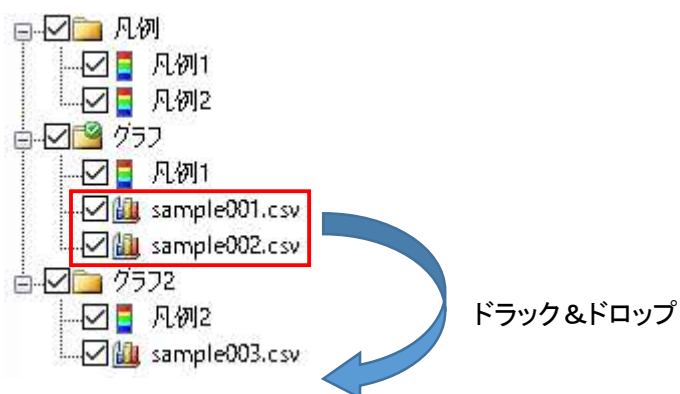 凡例
凡例1
凡例2
グラフ
凡例1
sample001.csv
sample002.csv
グラフ2
凡例2
sample003.csv
ドラック＆ドロップ